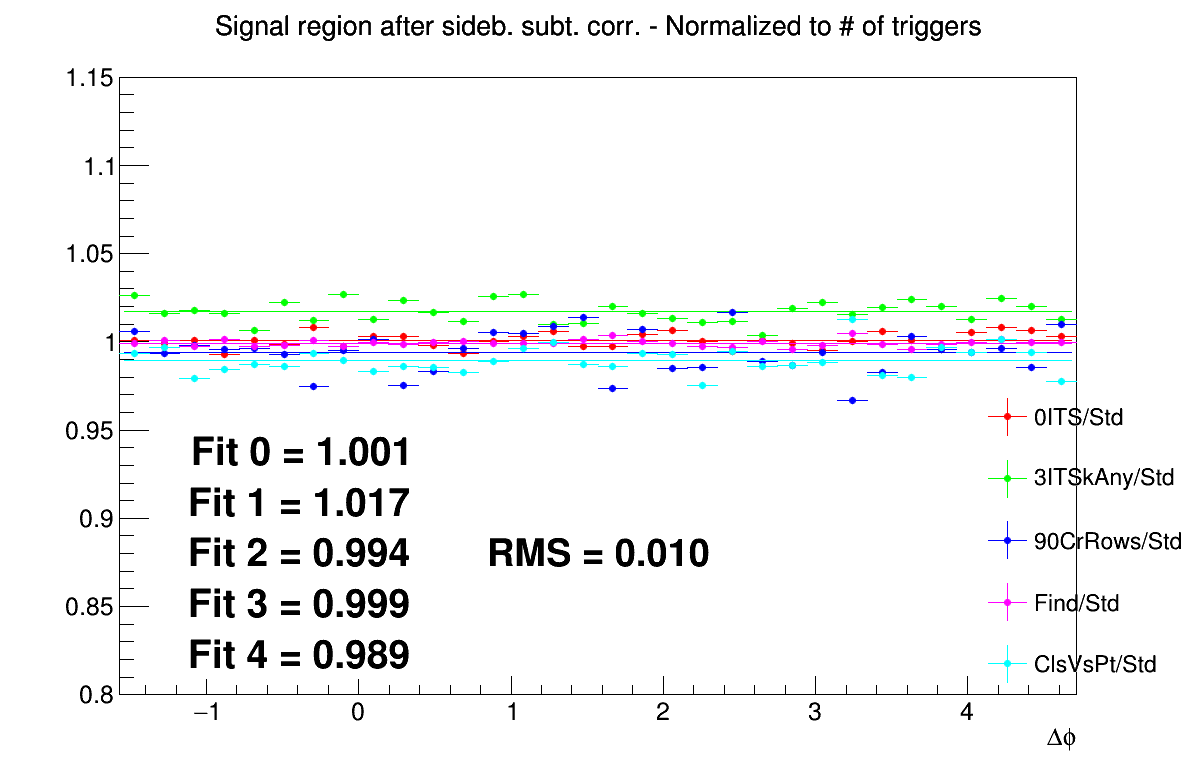 Signal region after sideb. subt. corr. - Normalized to # of triggers
1.15
1.1
1.05
1
0.95
0.9
0.85
0.8
Fit 0 = 1.001
Fit 1 = 1.017
Fit 2 = 0.994
RMS = 0.010
Fit 3 = 0.999
Fit 4 = 0.989
0ITS/Std
3ITSkAny/Std
90CrRows/Std
Find/Std
ClsVsPt/Std
−1 0 1 2 3 4
Δϕ